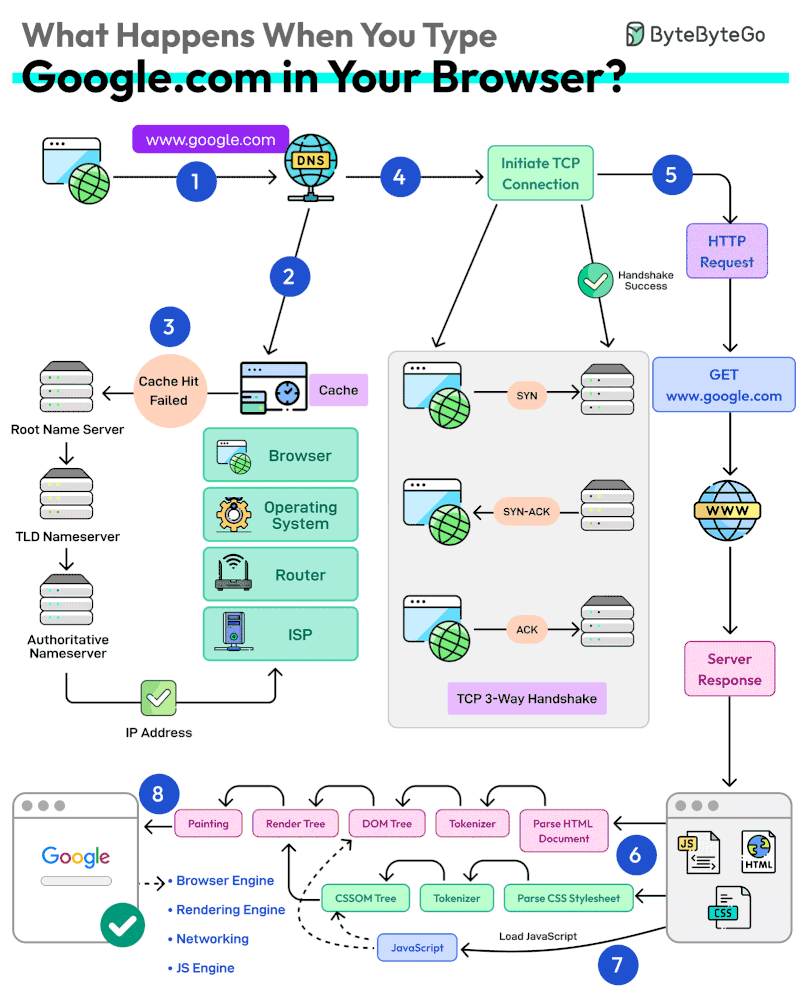 What Happens When You Type
Google.com in Your Browser?
ByteByteGo
www.google.com
1
DNS
4
Initiate TCP
Connection
5
HTTP
Request
2
Handshake
Success
3
Cache Hit
Failed
Cache
Root Name Server
TLD Nameserver
Authoritative
Nameserver
IP Address
Browser
Operating
System
Router
ISP
SYN
SYN-ACK
ACK
TCP 3-Way Handshake
GET
www.google.com
WWW
Server
Response
8
Painting
Render Tree
DOM Tree
Tokenizer
Parse HTML
Document
6
JS
HTML
CSS
Google
• Browser Engine
• Rendering Engine
• Networking
• JS Engine
CSSOM Tree
Tokenizer
Parse CSS Stylesheet
JavaScript
Load JavaScript
7